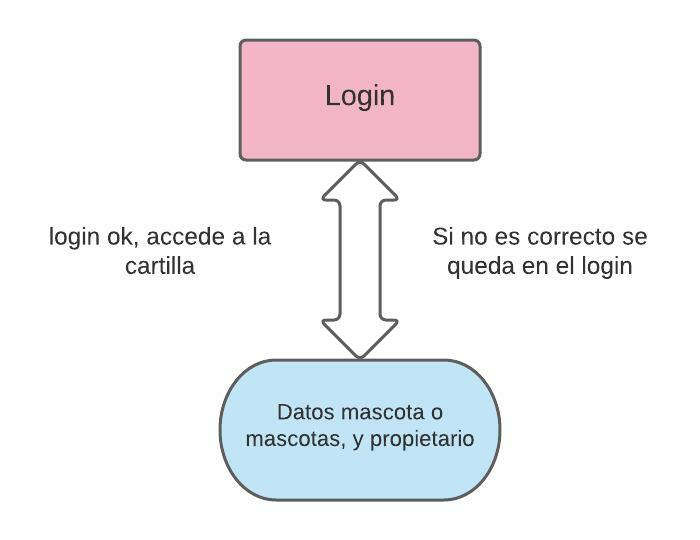 Login
login ok, accede a la
cartilla
Si no es correcto se
queda en el login
Datos mascota o
mascotas, y propietario